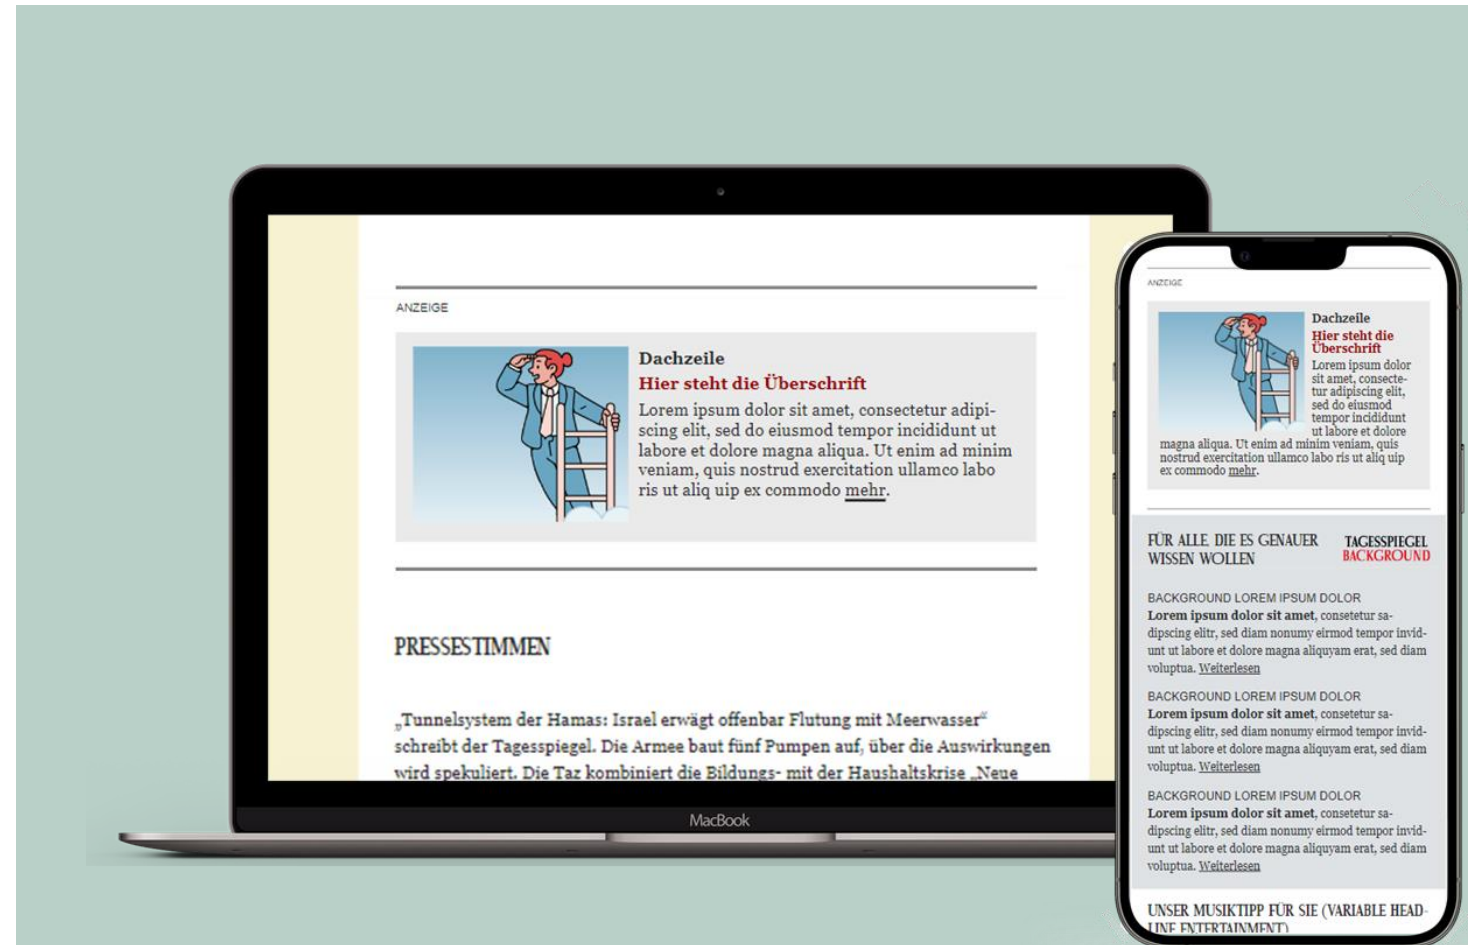 ANZEIGE
Dachzeile
Hier steht die Überschrift
Lorem ipsum dolor sit amet, consectetur adipi-
scing elit, sed do eiusmod tempor incididunt ut
labore et dolore magna aliqua. Ut enim ad minim
veniam, quis nostrud exercitation ullamco labo
ris ut aliq uip ex commodo mehr.
PRESSESTIMMEN
„Tunnelsystem der Hamas: Israel erwägt offenbar Flutung mit Meerwasser“
schreibt der Tagesspiegel. Die Armee baut fünf Pumpen auf, über die Auswirkungen
wird spekuliert. Die Taz kombiniert die Bildungs- mit der Haushaltskrise „Neue
MacBook
ANZEIGE
Dachzeile
Hier steht die
Überschrift
Lorem ipsum dolor
sit amet, consecte-
tur adipiscing elit,
sed do eiusmod
tempor incididunt
ut labore et dolore
magna aliqua. Ut enim ad minim veniam, quis
nostrud exercitation ullamco labo ris ut aliq uip
ex commodo mehr.
FÜR ALLE, DIE ES GENAUER
WISSEN WOLLEN
TAGESSPIEGEL
BACKGROUND
BACKGROUND LOREM IPSUM DOLOR
Lorem ipsum dolor sit amet, consetetur sa-
dipscing elitr, sed diam nonumy eirmod tempor invid-
unt ut labore et dolore magna aliquyam erat, sed diam
voluptua. Weiterlesen
BACKGROUND LOREM IPSUM DOLOR
Lorem ipsum dolor sit amet, consetetur sa-
dipscing elitr, sed diam nonumy eirmod tempor invid-
unt ut labore et dolore magna aliquyam erat, sed diam
voluptua. Weiterlesen
BACKGROUND LOREM IPSUM DOLOR
Lorem ipsum dolor sit amet, consetetur sa-
dipscing elitr, sed diam nonumy eirmod tempor invid-
unt ut labore et dolore magna aliquyam erat, sed diam
voluptua. Weiterlesen
UNSER MUSIKTIPP FÜR SIE (VARIABLE HEAD-
LINE ENTERTAINMENT)